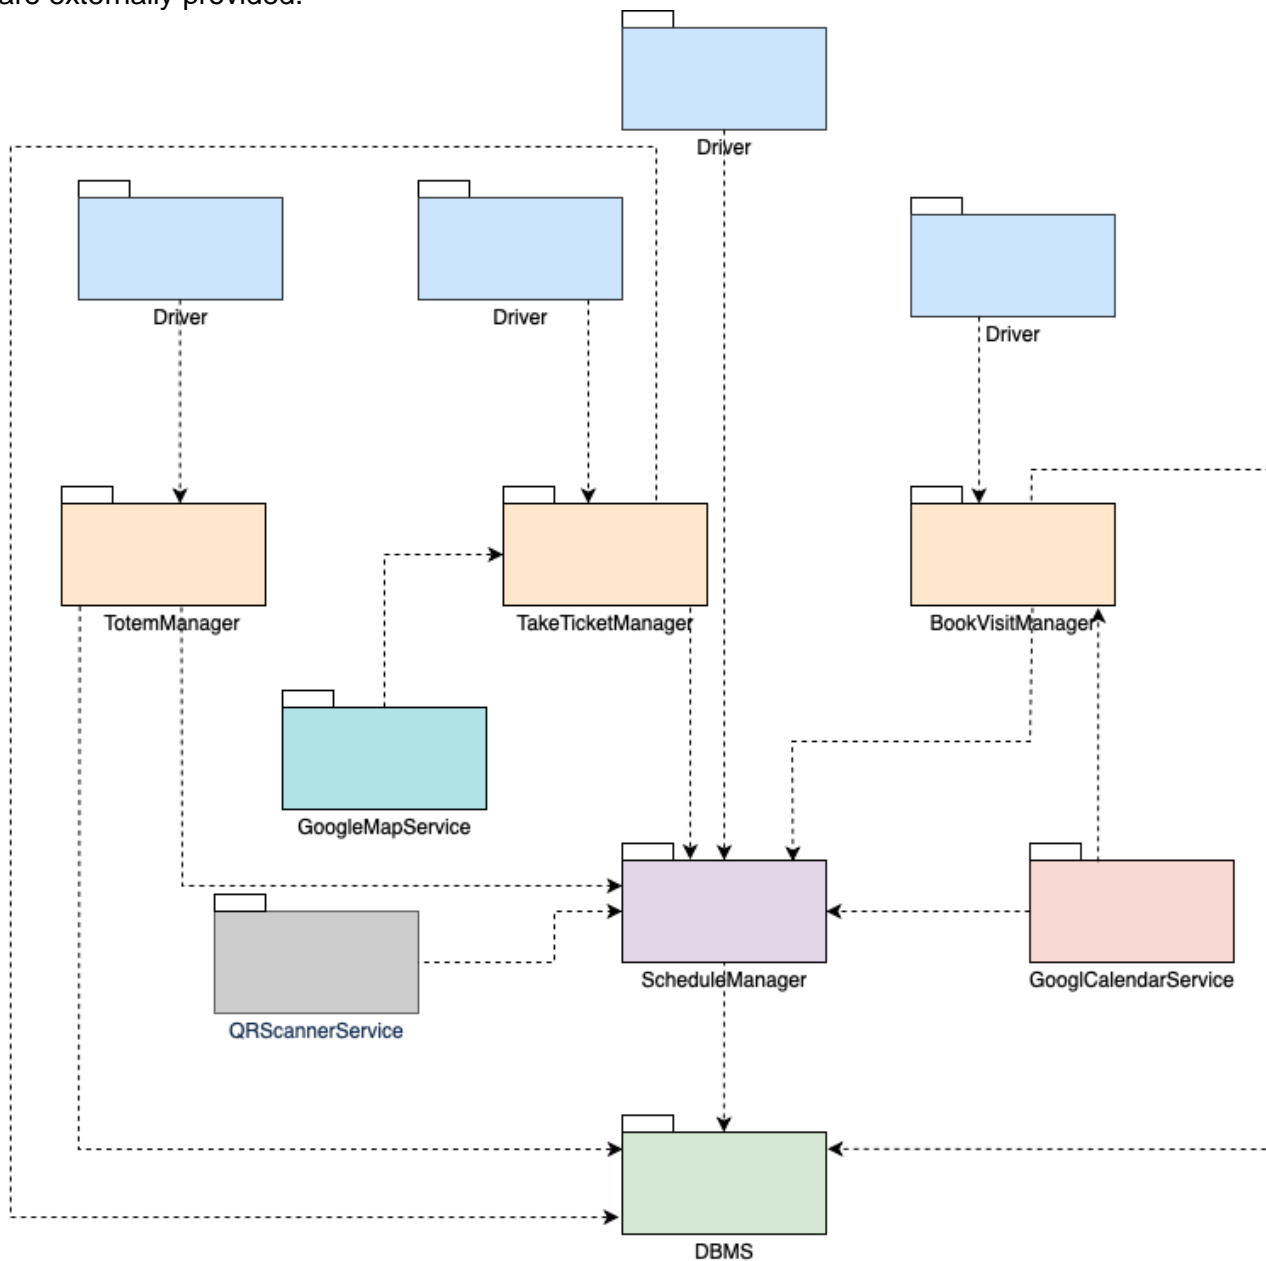 are externally provided.
Driver
Driver
Driver
Driver
TotemManager
TakeTicketManager
BookVisitManager
GoogleMapService
ScheduleManager
GooglCalendarService
QRScannerService
DBMS